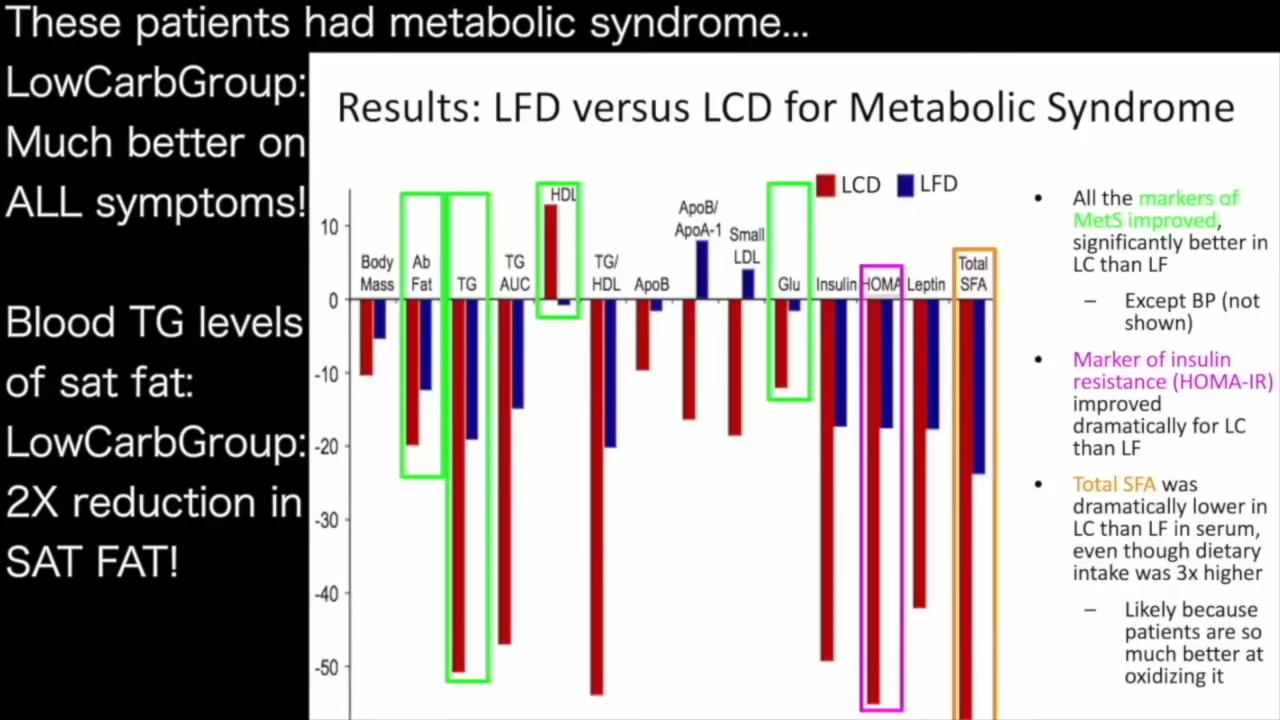 These patients had metabolic syndrome...
LowCarbGroup:
Much better on
ALL symptoms!
Blood TG levels
of sat fat:
LowCarbGroup:
2X reduction in
SAT FAT!
Results: LFD versus LCD for Metabolic Syndrome
LCD
LFD
10
0
-10
-20
-30
-40
-50
Body
Mass
Ab
Fat
TG
TG
AUC
HDL
TG/
HDL
ApoB
ApoB/
ApoA-1
Small
LDL
Glu
Insulin
HOMA
Leptin
Total
SFA
• All the markers of
MetS improved,
significantly better in
LC than LF
– Except BP (not
shown)
• Marker of insulin
resistance (HOMA-IR)
improved
dramatically for LC
than LF
• Total SFA was
dramatically lower in
LC than LF in serum,
even though dietary
intake was 3x higher
– Likely because
patients are so
much better at
oxidizing it